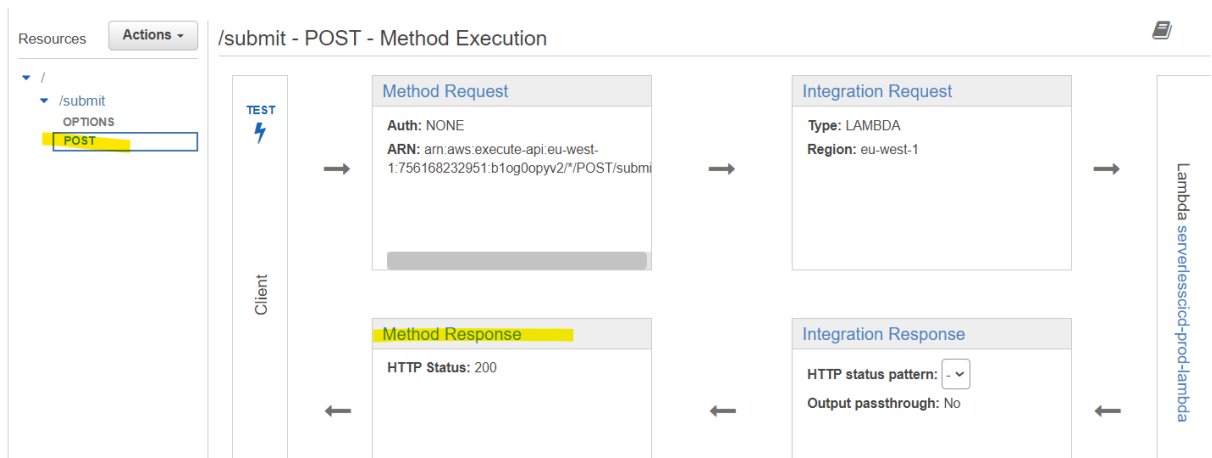 Resources
Actions
/submit - POST - Method Execution
/
/submit
OPTIONS
POST
TEST
Client
Method Request
Auth: NONE
ARN: arn:aws:execute-api:eu-west-
1:756168232951:b1og0opyv2/*/POST/submi
Integration Request
Type: LAMBDA
Region: eu-west-1
Lambda serverlesscicd-prod-lambda
Method Response
HTTP Status: 200
Integration Response
HTTP status pattern: -
Output passthrough: No